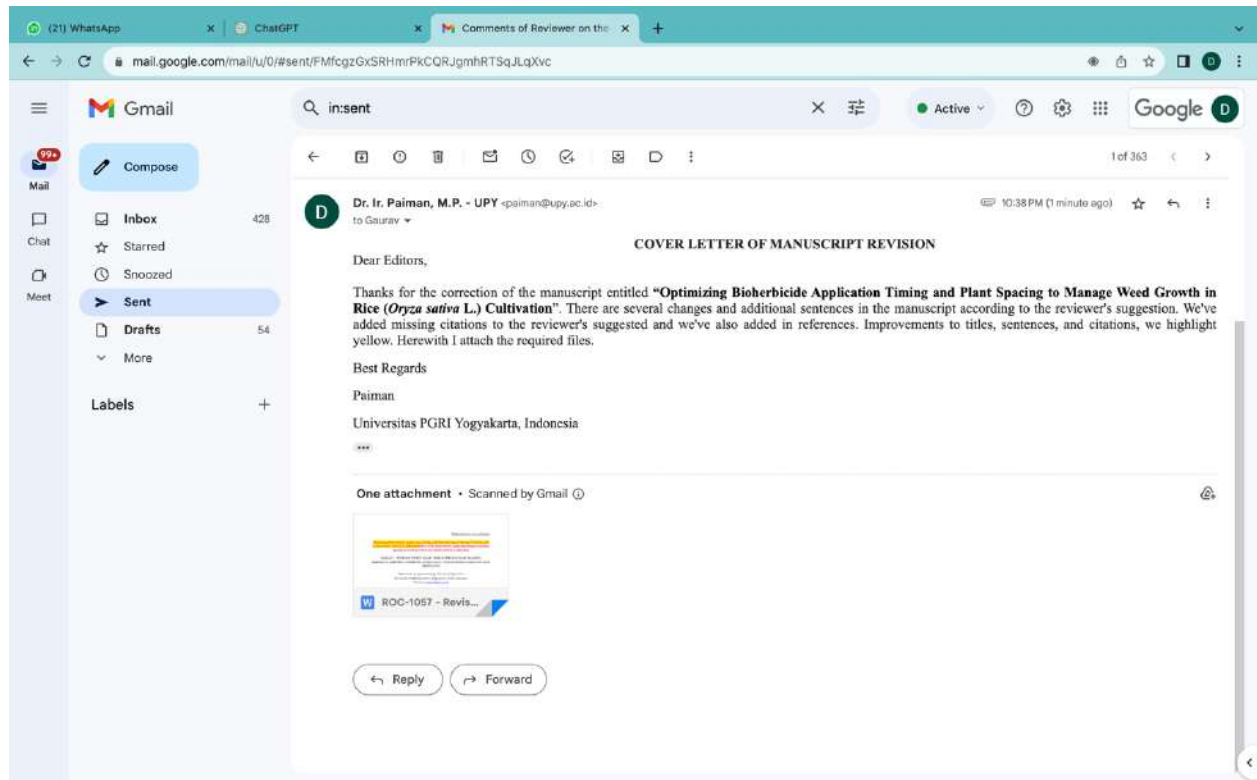 (21) WhatsApp
ChatGPT
Comments of Reviewer on the
mail.google.com/mail/u/0/#sent/FMfcgzGxSRHmrPkCQRJgmhRTSqJLqXvc
D
Gmail
in:sent
Active
Google
D
99+
Mail
Chat
Meet
Compose
Inbox 428
Starred
Snoozed
Sent
Drafts 54
More
Labels
1 of 363
D
Dr. Ir. Paiman, M.P. - UPY <paiman@upy.ac.id>
10:38 PM (1 minute ago)
to Gaurav
COVER LETTER OF MANUSCRIPT REVISION
Dear Editors,
Thanks for the correction of the manuscript entitled “Optimizing Bioherbicide Application Timing and Plant Spacing to Manage Weed Growth in
Rice (Oryza sativa L.) Cultivation”. There are several changes and additional sentences in the manuscript according to the reviewer's suggestion. We've
added missing citations to the reviewer's suggested and we've also added in references. Improvements to titles, sentences, and citations, we highlight
yellow. Herewith I attach the required files.
Best Regards
Paiman
Universitas PGRI Yogyakarta, Indonesia
One attachment • Scanned by Gmail
W ROC-1057 - Revis...
Reply
Forward